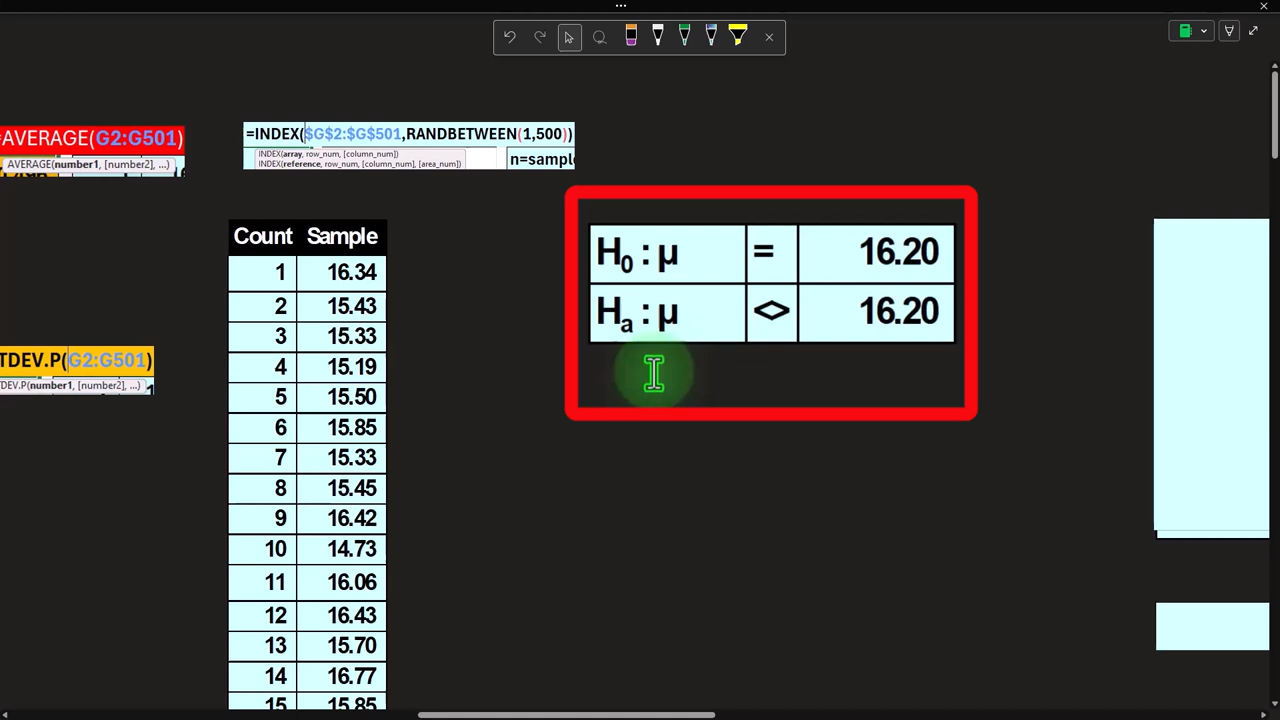 =AVERAGE(G2:G501)
AVERAGE(number1, [number2], ...)
=INDEX($G$2:$G$501,RANDBETWEEN(1,500))
INDEX(array, row_num, [column_num])
INDEX(reference, row_num, [column_num], [area_num])
n=sampl
Count Sample
1 16.34
2 15.43
3 15.33
4 15.19
5 15.50
6 15.85
7 15.33
8 15.45
9 16.42
10 14.73
11 16.06
12 16.43
13 15.70
14 16.77
15 15.85
H₀ : µ = 16.20
Hₐ : µ <> 16.20
TDEV.P(G2:G501)
TDEV.P(number1, [number2], ...)